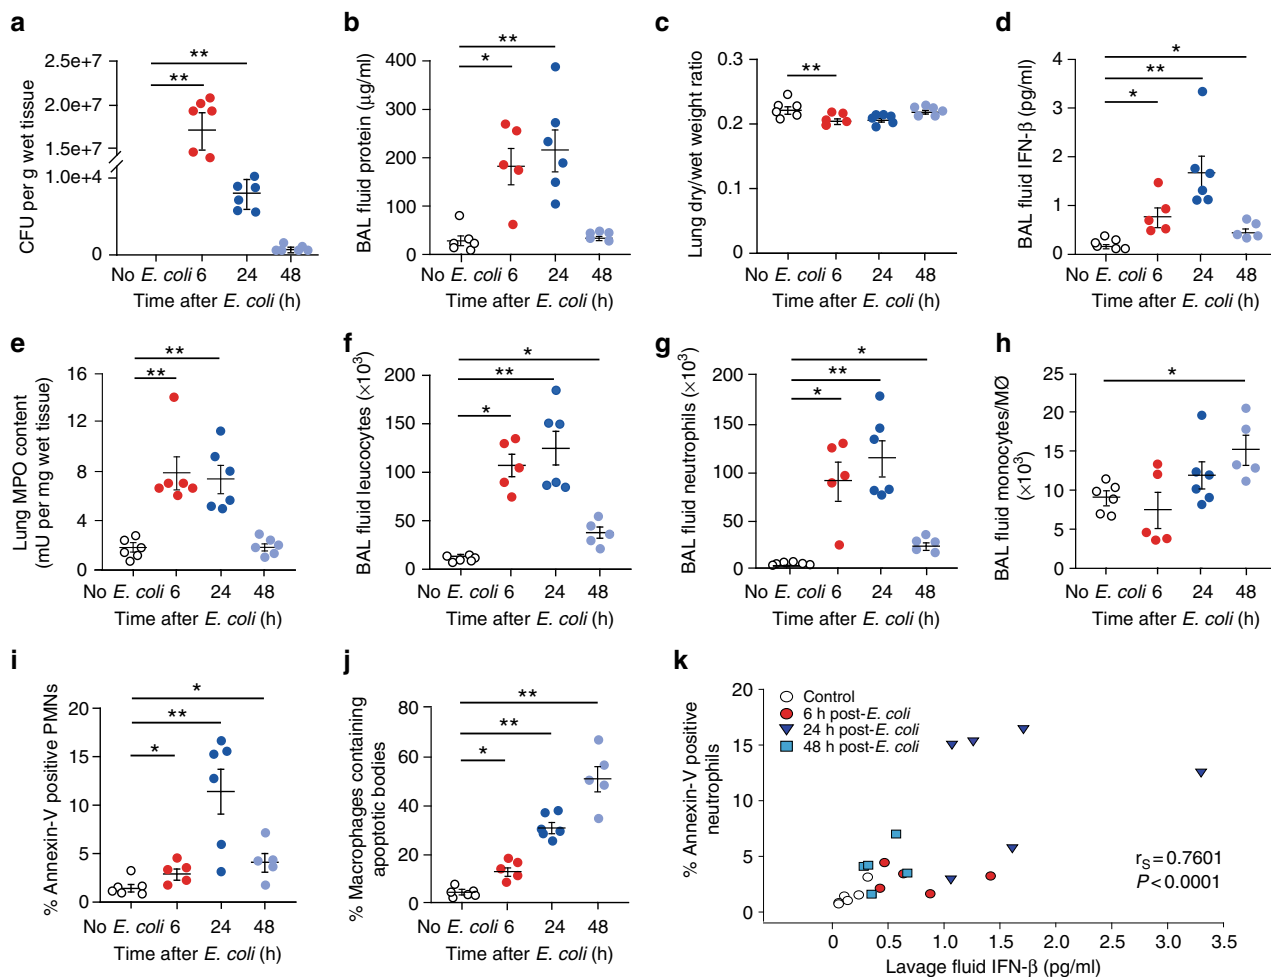 a
CFU per g wet tissue
2.5e+7
2.0e+7
1.5e+7
1.0e+4
0
**
**
No E. coli 6 24 48
Time after E. coli (h)
b
BAL fluid protein (µg/ml)
400
300
200
100
0
**
*
No E. coli 6 24 48
Time after E. coli (h)
c
Lung dry/wet weight ratio
0.3
0.2
0.1
0
**
No E. coli 6 24 48
Time after E. coli (h)
d
BAL fluid IFN-β (pg/ml)
4
3
2
1
0
*
**
*
No E. coli 6 24 48
Time after E. coli (h)
e
Lung MPO content
(mU per mg wet tissue)
16
12
8
4
0
**
**
No E. coli 6 24 48
Time after E. coli (h)
f
BAL fluid leucocytes (×10³)
200
150
100
50
0
*
**
*
No E. coli 6 24 48
Time after E. coli (h)
g
BAL fluid neutrophils (×10³)
200
150
100
50
0
*
**
*
No E. coli 6 24 48
Time after E. coli (h)
h
BAL fluid monocytes/MØ
(×10³)
25
20
15
10
5
0
*
No E. coli 6 24 48
Time after E. coli (h)
i
% Annexin-V positive PMNs
20
15
10
5
0
*
**
*
No E. coli 6 24 48
Time after E. coli (h)
j
% Macrophages containing
apoptotic bodies
80
60
40
20
0
**
**
*
No E. coli 6 24 48
Time after E. coli (h)
k
% Annexin-V positive
neutrophils
20
15
10
5
0
Control
6 h post-E. coli
24 h post-E. coli
48 h post-E. coli
rS=0.7601
P<0.0001
0 0.5 1.0 1.5 2.0 2.5 3.0 3.5
Lavage fluid IFN-β (pg/ml)